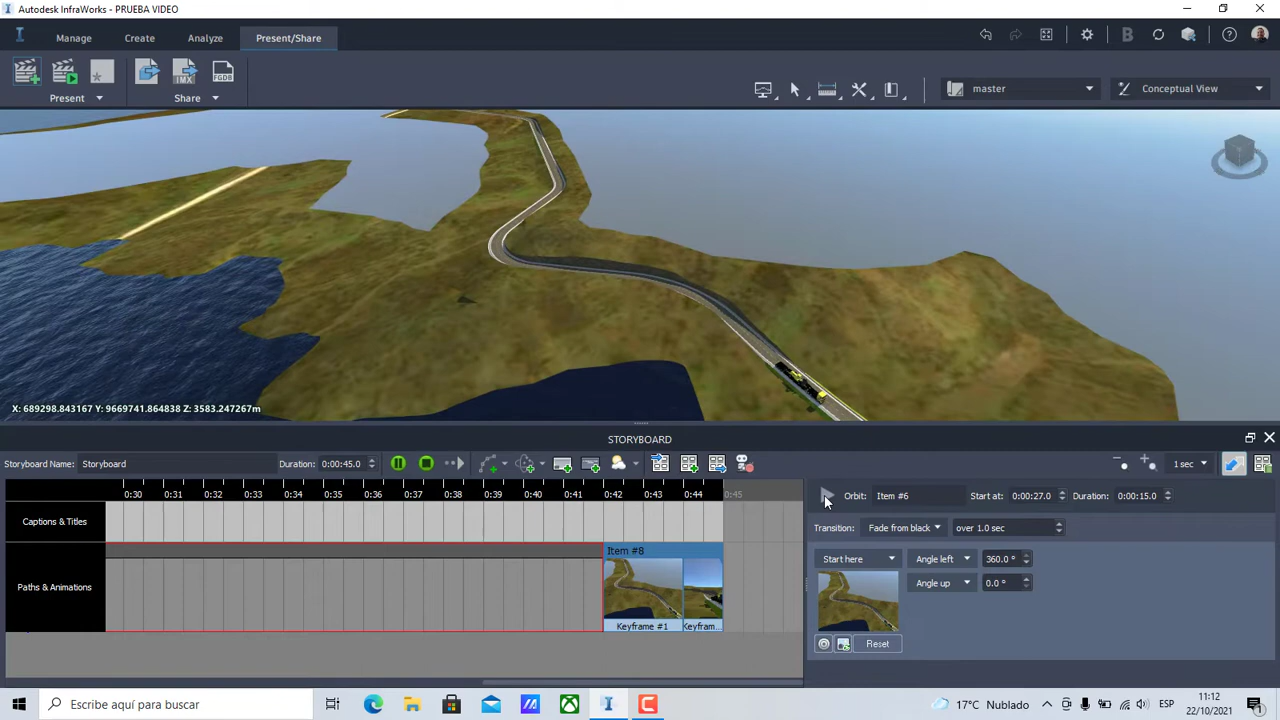 Autodesk InfraWorks - PRUEBA VIDEO
Manage Create Analyze Present/Share
IMX FGDB
Present Share
master Conceptual View
X: 689298.843167 Y: 9669741.864838 Z: 3583.247267m
STORYBOARD
Storyboard Name: Storyboard Duration: 0:00:45.0 1 sec
0:30 0:31 0:32 0:33 0:34 0:35 0:36 0:37 0:38 0:39 0:40 0:41 0:42 0:43 0:44 0:45
Orbit: Item #6 Start at: 0:00:27.0 Duration: 0:00:15.0
Captions & Titles
Transition: Fade from black over 1.0 sec
Item #8
Start here Angle left 360.0 °
Paths & Animations
Angle up 0.0 °
Keyframe #1 Keyfram...
Reset
Escribe aquí para buscar
17°C Nublado ESP 11:12 22/10/2021